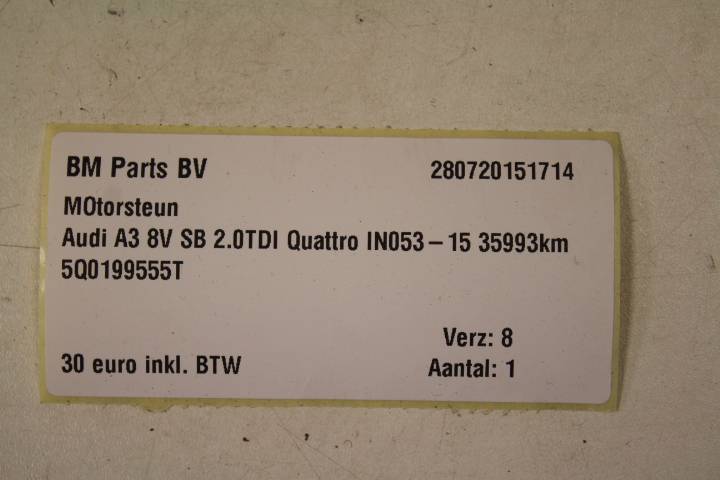 BM Parts BV 280720151714
MOtorsteun
Audi A3 8V SB 2.0TDI Quattro IN053 – 15 35993km
5Q0199555T
Verz: 8
30 euro inkl. BTW Aantal: 1